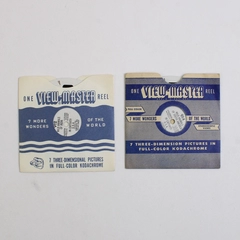 ONE VIEW-MASTER REEL
7 MORE WONDERS OF THE WORLD
7 THREE-DIMENSIONAL PICTURES
IN FULL-COLOR KODACHROME
ONE VIEW-MASTER REEL
7 MORE WONDERS OF THE WORLD
7 THREE-DIMENSION PICTURES
IN FULL-COLOR KODACHROME